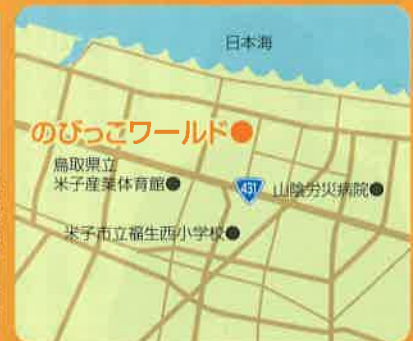 日本海
のびっこワールド●
鳥取県立
米子産業体育館●
431
山陰労災病院●
米子市立福生西小学校●